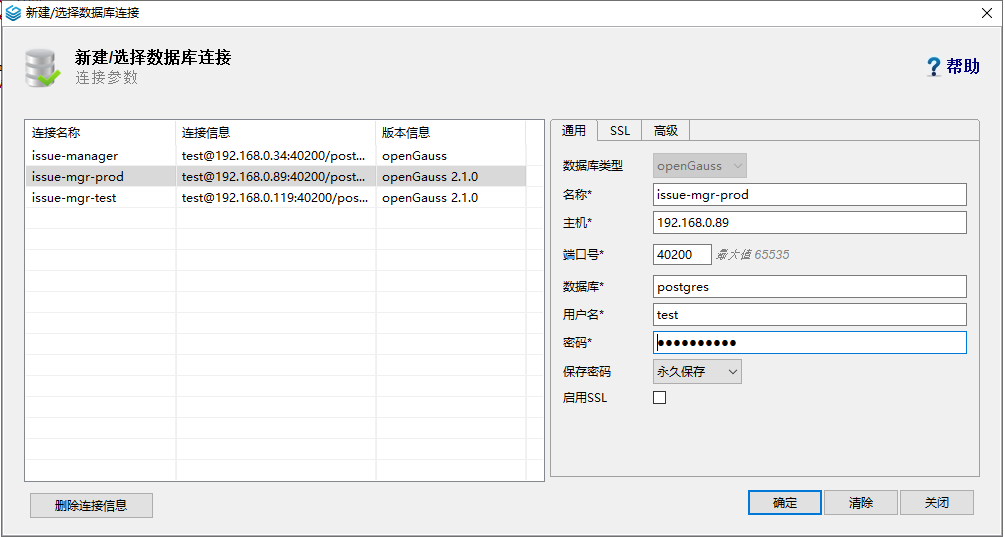 新建/选择数据库连接
新建/选择数据库连接
连接参数
? 帮助
连接名称 连接信息 版本信息
issue-manager test@192.168.0.34:40200/post... openGauss
issue-mgr-prod test@192.168.0.89:40200/post... openGauss 2.1.0
issue-mgr-test test@192.168.0.119:40200/pos... openGauss 2.1.0
通用 SSL 高级
数据库类型 openGauss
名称* issue-mgr-prod
主机* 192.168.0.89
端口号* 40200 最大值 65535
数据库* postgres
用户名* test
密码* ●●●●●●●●●●
保存密码 永久保存
启用SSL
删除连接信息 确定 清除 关闭